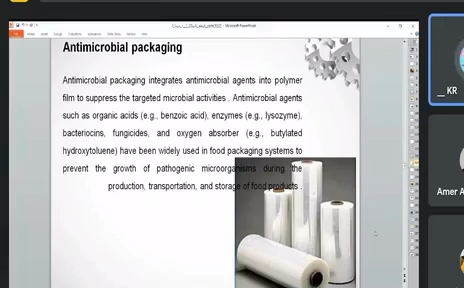 Microsoft PowerPoint
Antimicrobial packaging
Antimicrobial packaging integrates antimicrobial agents into polymer
film to suppress the targeted microbial activities . Antimicrobial agents
such as organic acids (e.g., benzoic acid), enzymes (e.g., lysozyme),
bacteriocins, fungicides, and oxygen absorber (e.g., butylated
hydroxytoluene) have been widely used in food packaging systems to
prevent the growth of pathogenic microorganisms during the
production, transportation, and storage of food products .
__ KR
Amer A